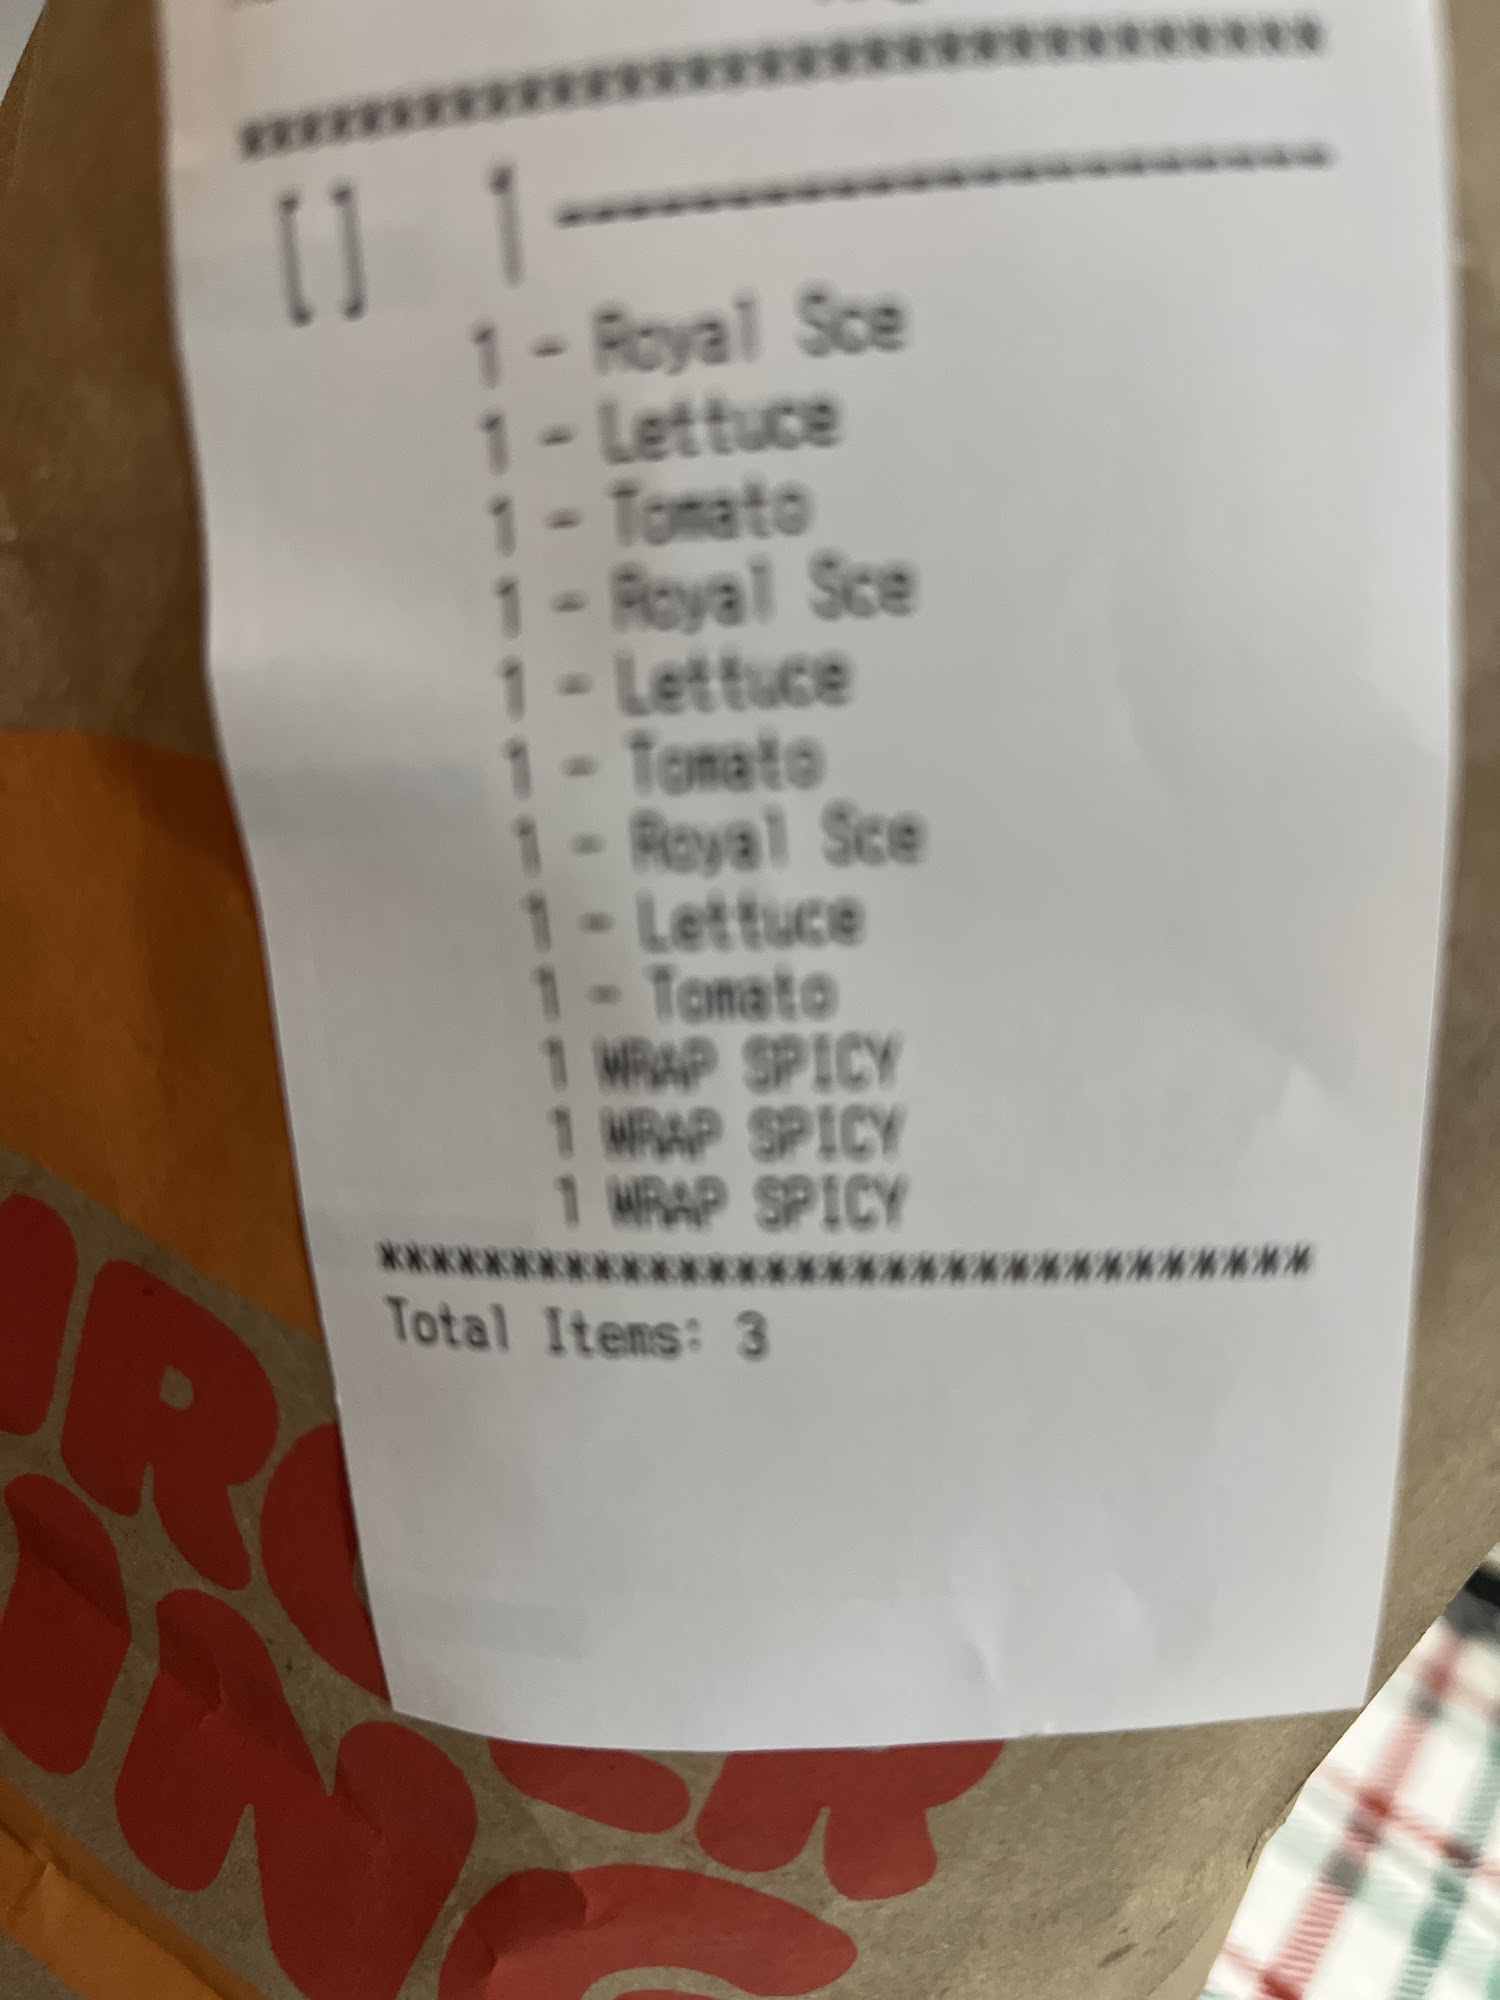 ********************************
[] 1----------------------
1 - Royal Sce
1 - Lettuce
1 - Tomato
1 - Royal Sce
1 - Lettuce
1 - Tomato
1 - Royal Sce
1 - Lettuce
1 - Tomato
1 WRAP SPICY
1 WRAP SPICY
1 WRAP SPICY
********************************
Total Items: 3